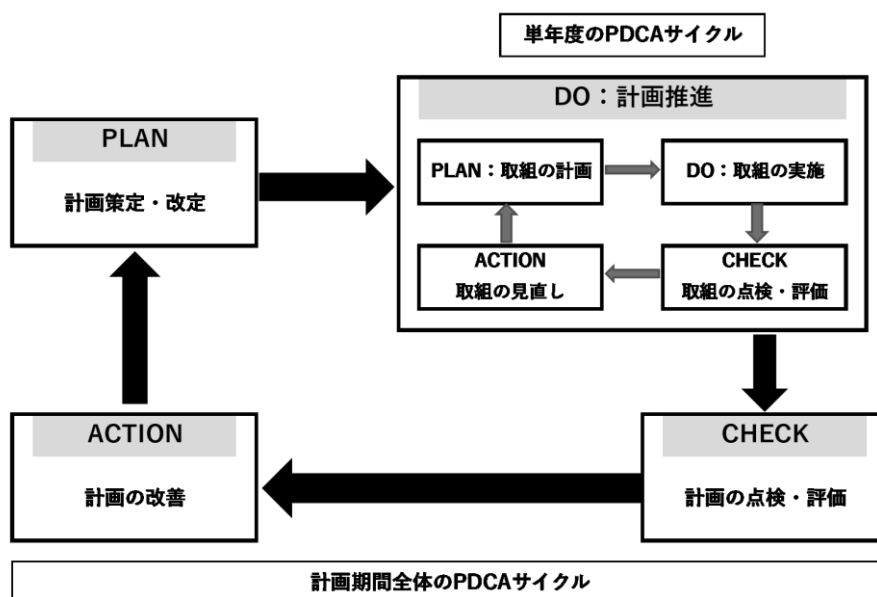 単年度のPDCAサイクル
DO：計画推進
PLAN
計画策定・改定
PLAN：取組の計画
DO：取組の実施
ACTION
取組の見直し
CHECK
取組の点検・評価
ACTION
計画の改善
CHECK
計画の点検・評価
計画期間全体のPDCAサイクル